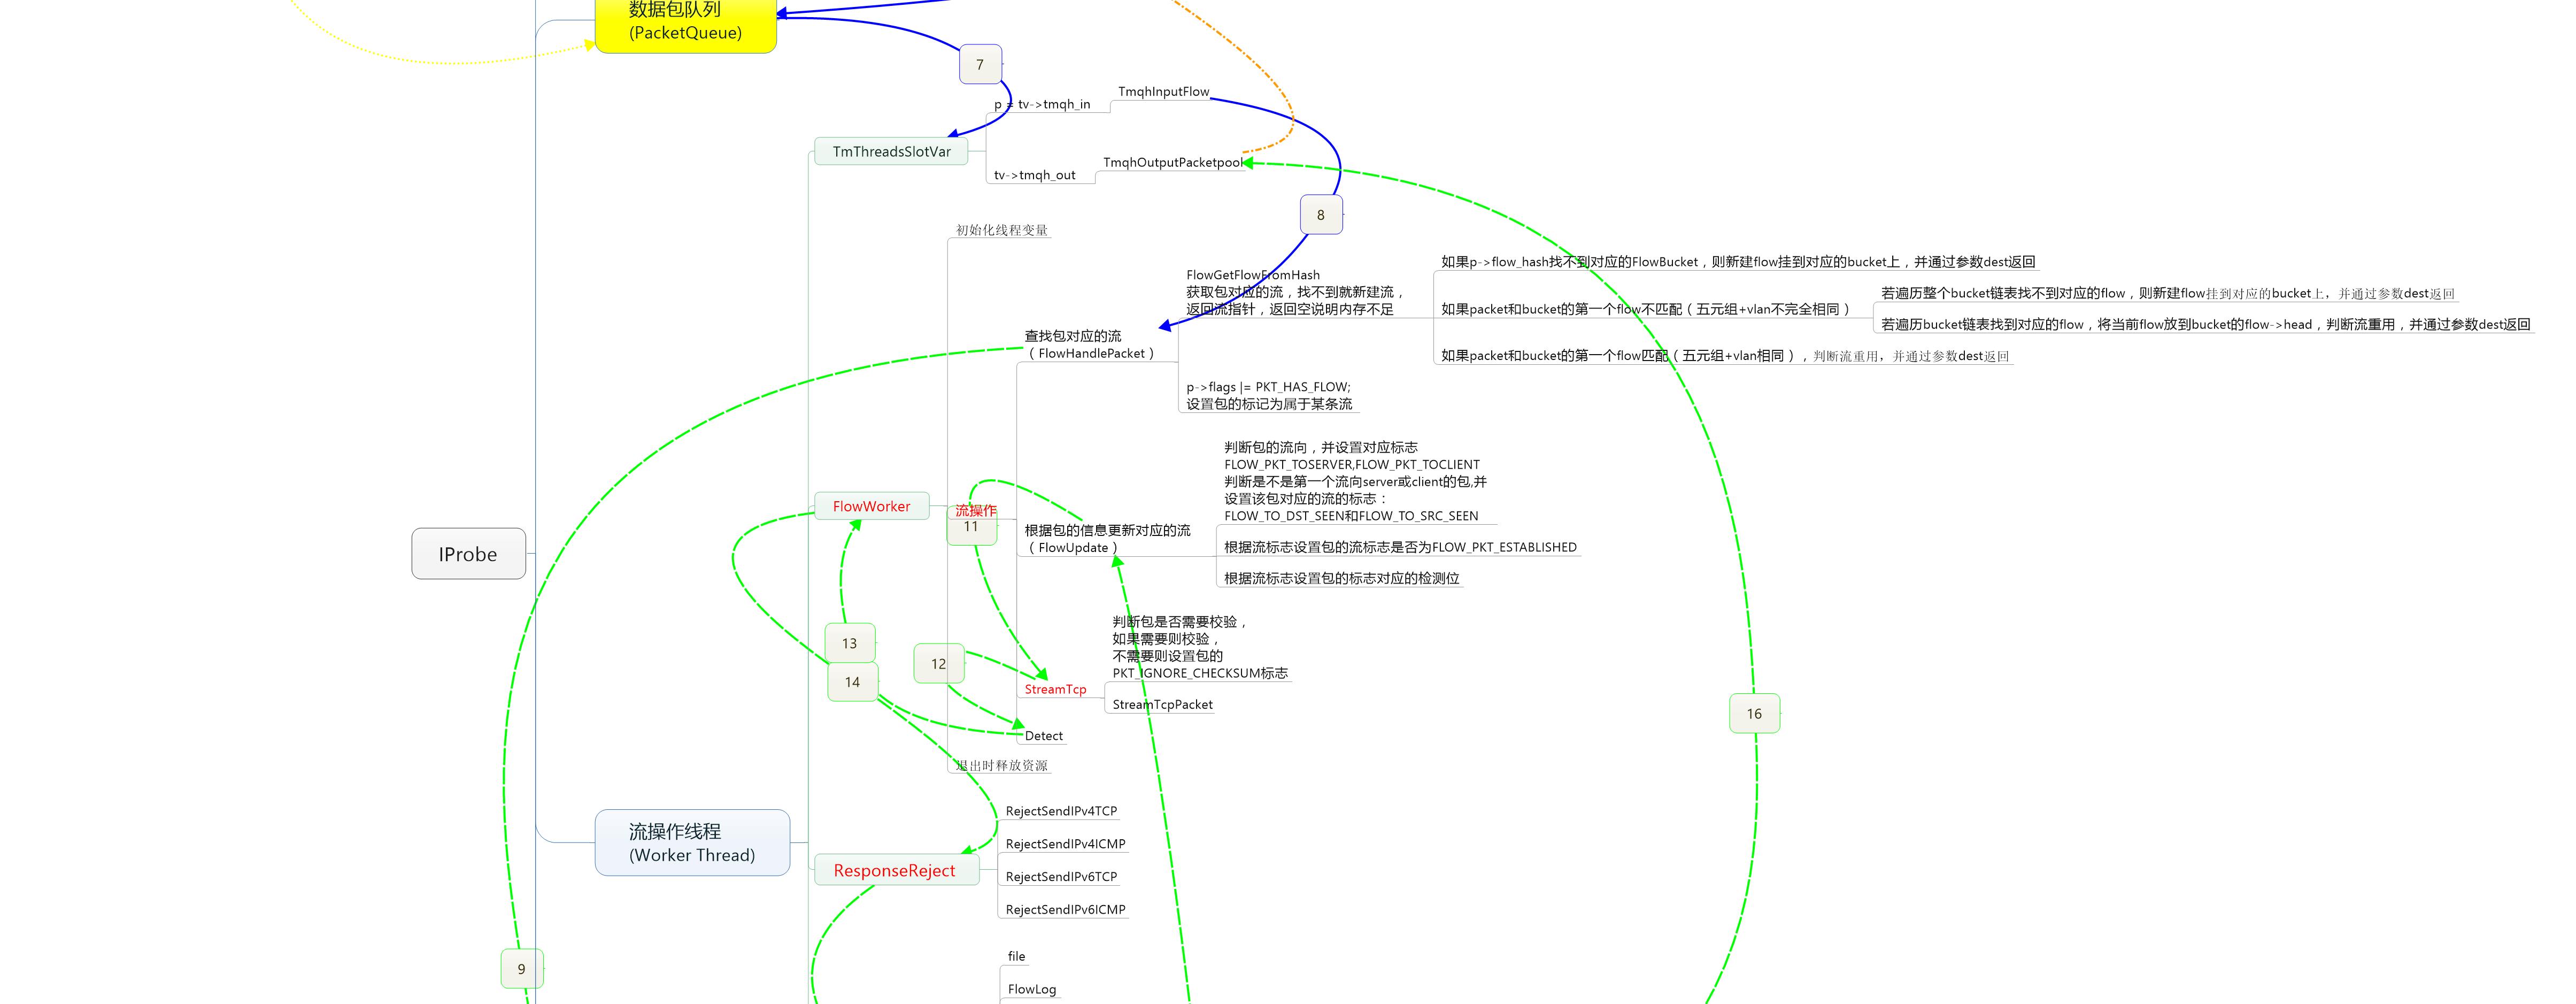 数据包队列
(PacketQueue)
7
p = tv->tmqh_in
TmqhInputFlow
TmThreadsSlotVar
tv->tmqh_out
TmqhOutputPacketpool
8
初始化线程变量
FlowGetFlowFromHash
获取包对应的流，找不到就新建流，
返回流指针，返回空说明内存不足
如果p->flow_hash找不到对应的FlowBucket，则新建flow挂到对应的bucket上，并通过参数dest返回
如果packet和bucket的第一个flow不匹配（五元组+vlan不完全相同）
若遍历整个bucket链表找不到对应的flow，则新建flow挂到对应的bucket上，并通过参数dest返回
若遍历bucket链表找到对应的flow，将当前flow放到bucket的flow->head，判断流重用，并通过参数dest返回
如果packet和bucket的第一个flow匹配（五元组+vlan相同），判断流重用，并通过参数dest返回
查找包对应的流
（FlowHandlePacket）
p->flags |= PKT_HAS_FLOW;
设置包的标记为属于某条流
判断包的流向，并设置对应标志
FLOW_PKT_TOSERVER,FLOW_PKT_TOCLIENT
判断是不是第一个流向server或client的包,并
设置该包对应的流的标志：
FLOW_TO_DST_SEEN和FLOW_TO_SRC_SEEN
FlowWorker
流操作
11
根据包的信息更新对应的流
（FlowUpdate）
根据流标志设置包的流标志是否为FLOW_PKT_ESTABLISHED
根据流标志设置包的标志对应的检测位
IProbe
判断包是否需要校验，
如果需要则校验，
不需要则设置包的
PKT_IGNORE_CHECKSUM标志
13
12
14
StreamTcp
StreamTcpPacket
16
Detect
退出时释放资源
流操作线程
(Worker Thread)
RejectSendIPv4TCP
RejectSendIPv4ICMP
ResponseReject
RejectSendIPv6TCP
RejectSendIPv6ICMP
file
9
FlowLog